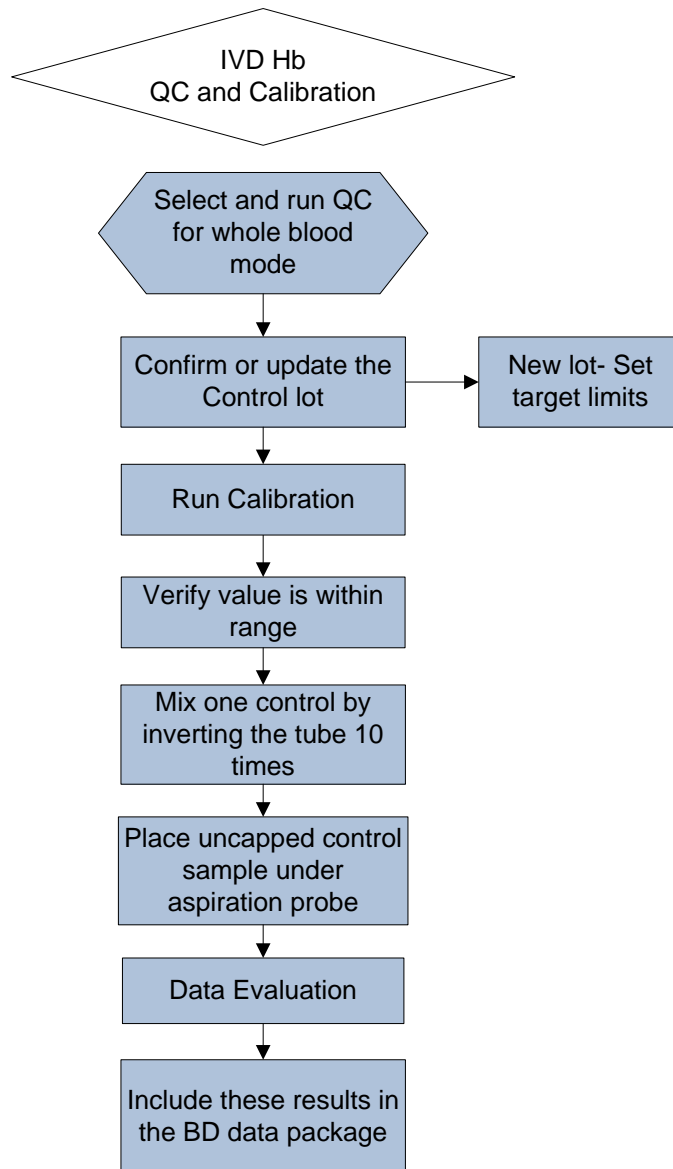 IVD Hb
QC and Calibration
Select and run QC
for whole blood
mode
Confirm or update the
Control lot
New lot- Set
target limits
Run Calibration
Verify value is within
range
Mix one control by
inverting the tube 10
times
Place uncapped control
sample under
aspiration probe
Data Evaluation
Include these results in
the BD data package